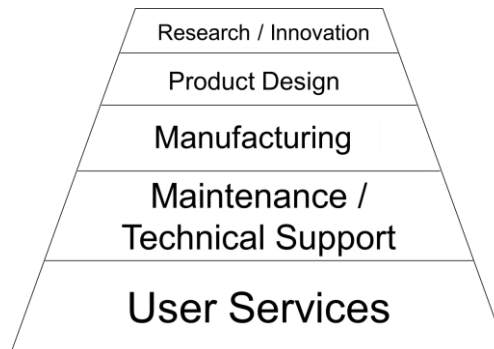 Research / Innovation
Product Design
Manufacturing
Maintenance /
Technical Support
User Services